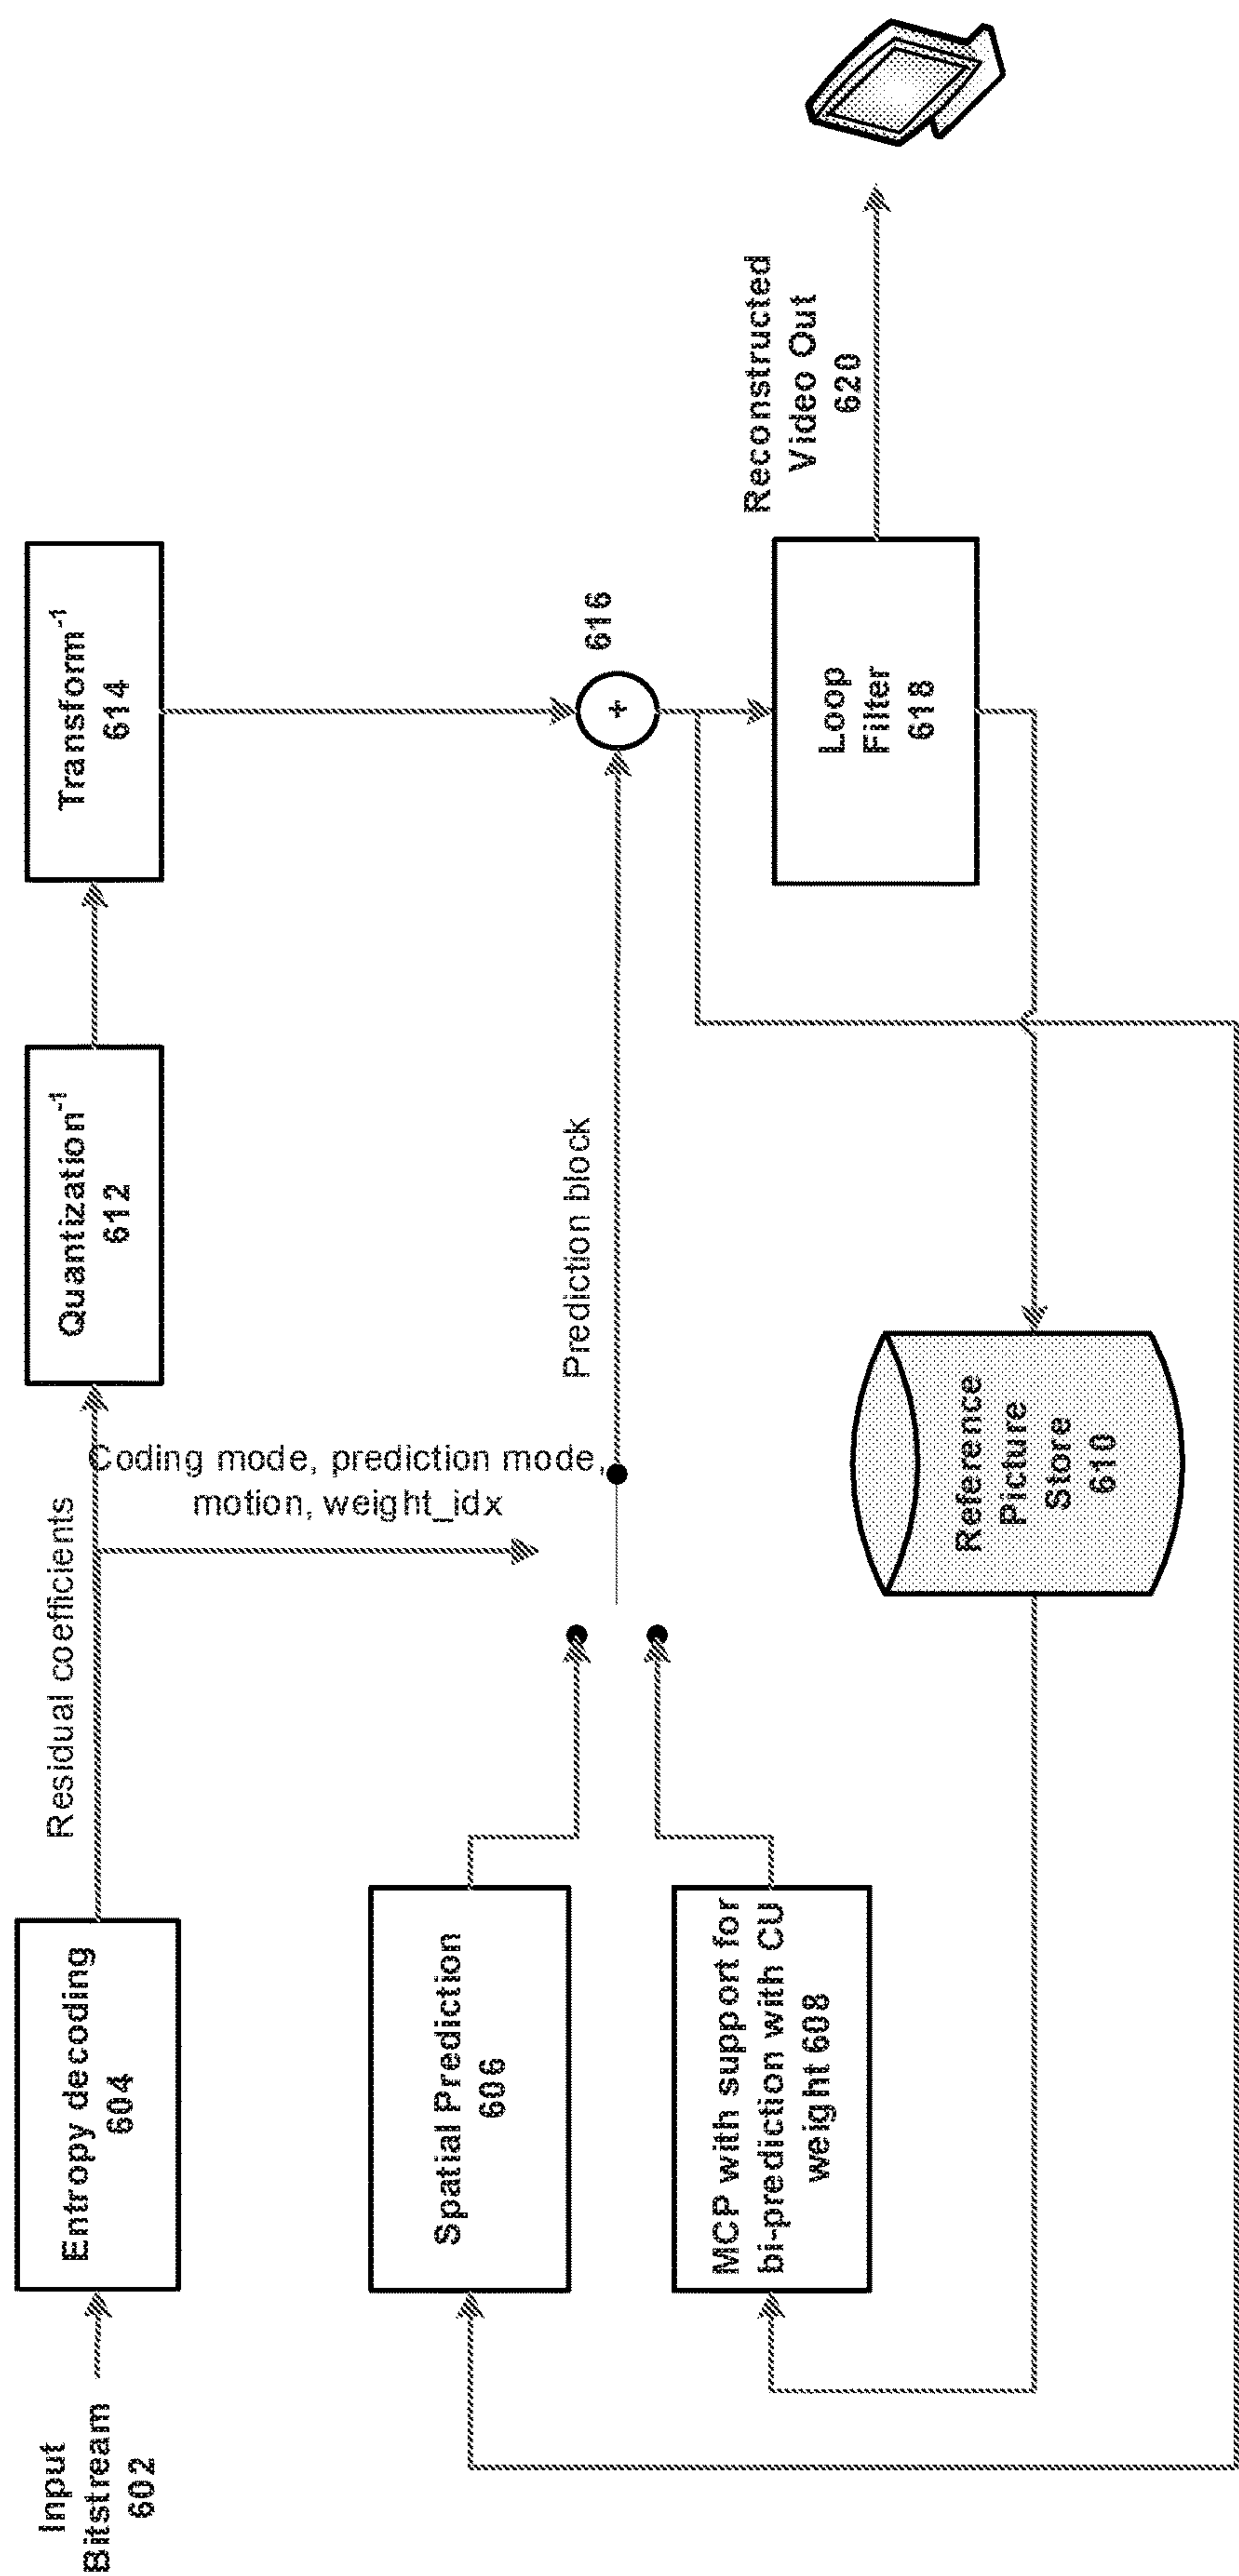 Input
Bitstream
602
Entropy decoding
604
Residual coefficients
Quantization-1
612
Transform-1
614
Coding mode, prediction mode,
motion, weight_idx
Spatial Prediction
606
MCP with support for
bi-prediction with CU
weight 608
Prediction block
616
+
Loop
Filter
618
Reference
Picture
Store
610
Reconstructed
Video Out
620